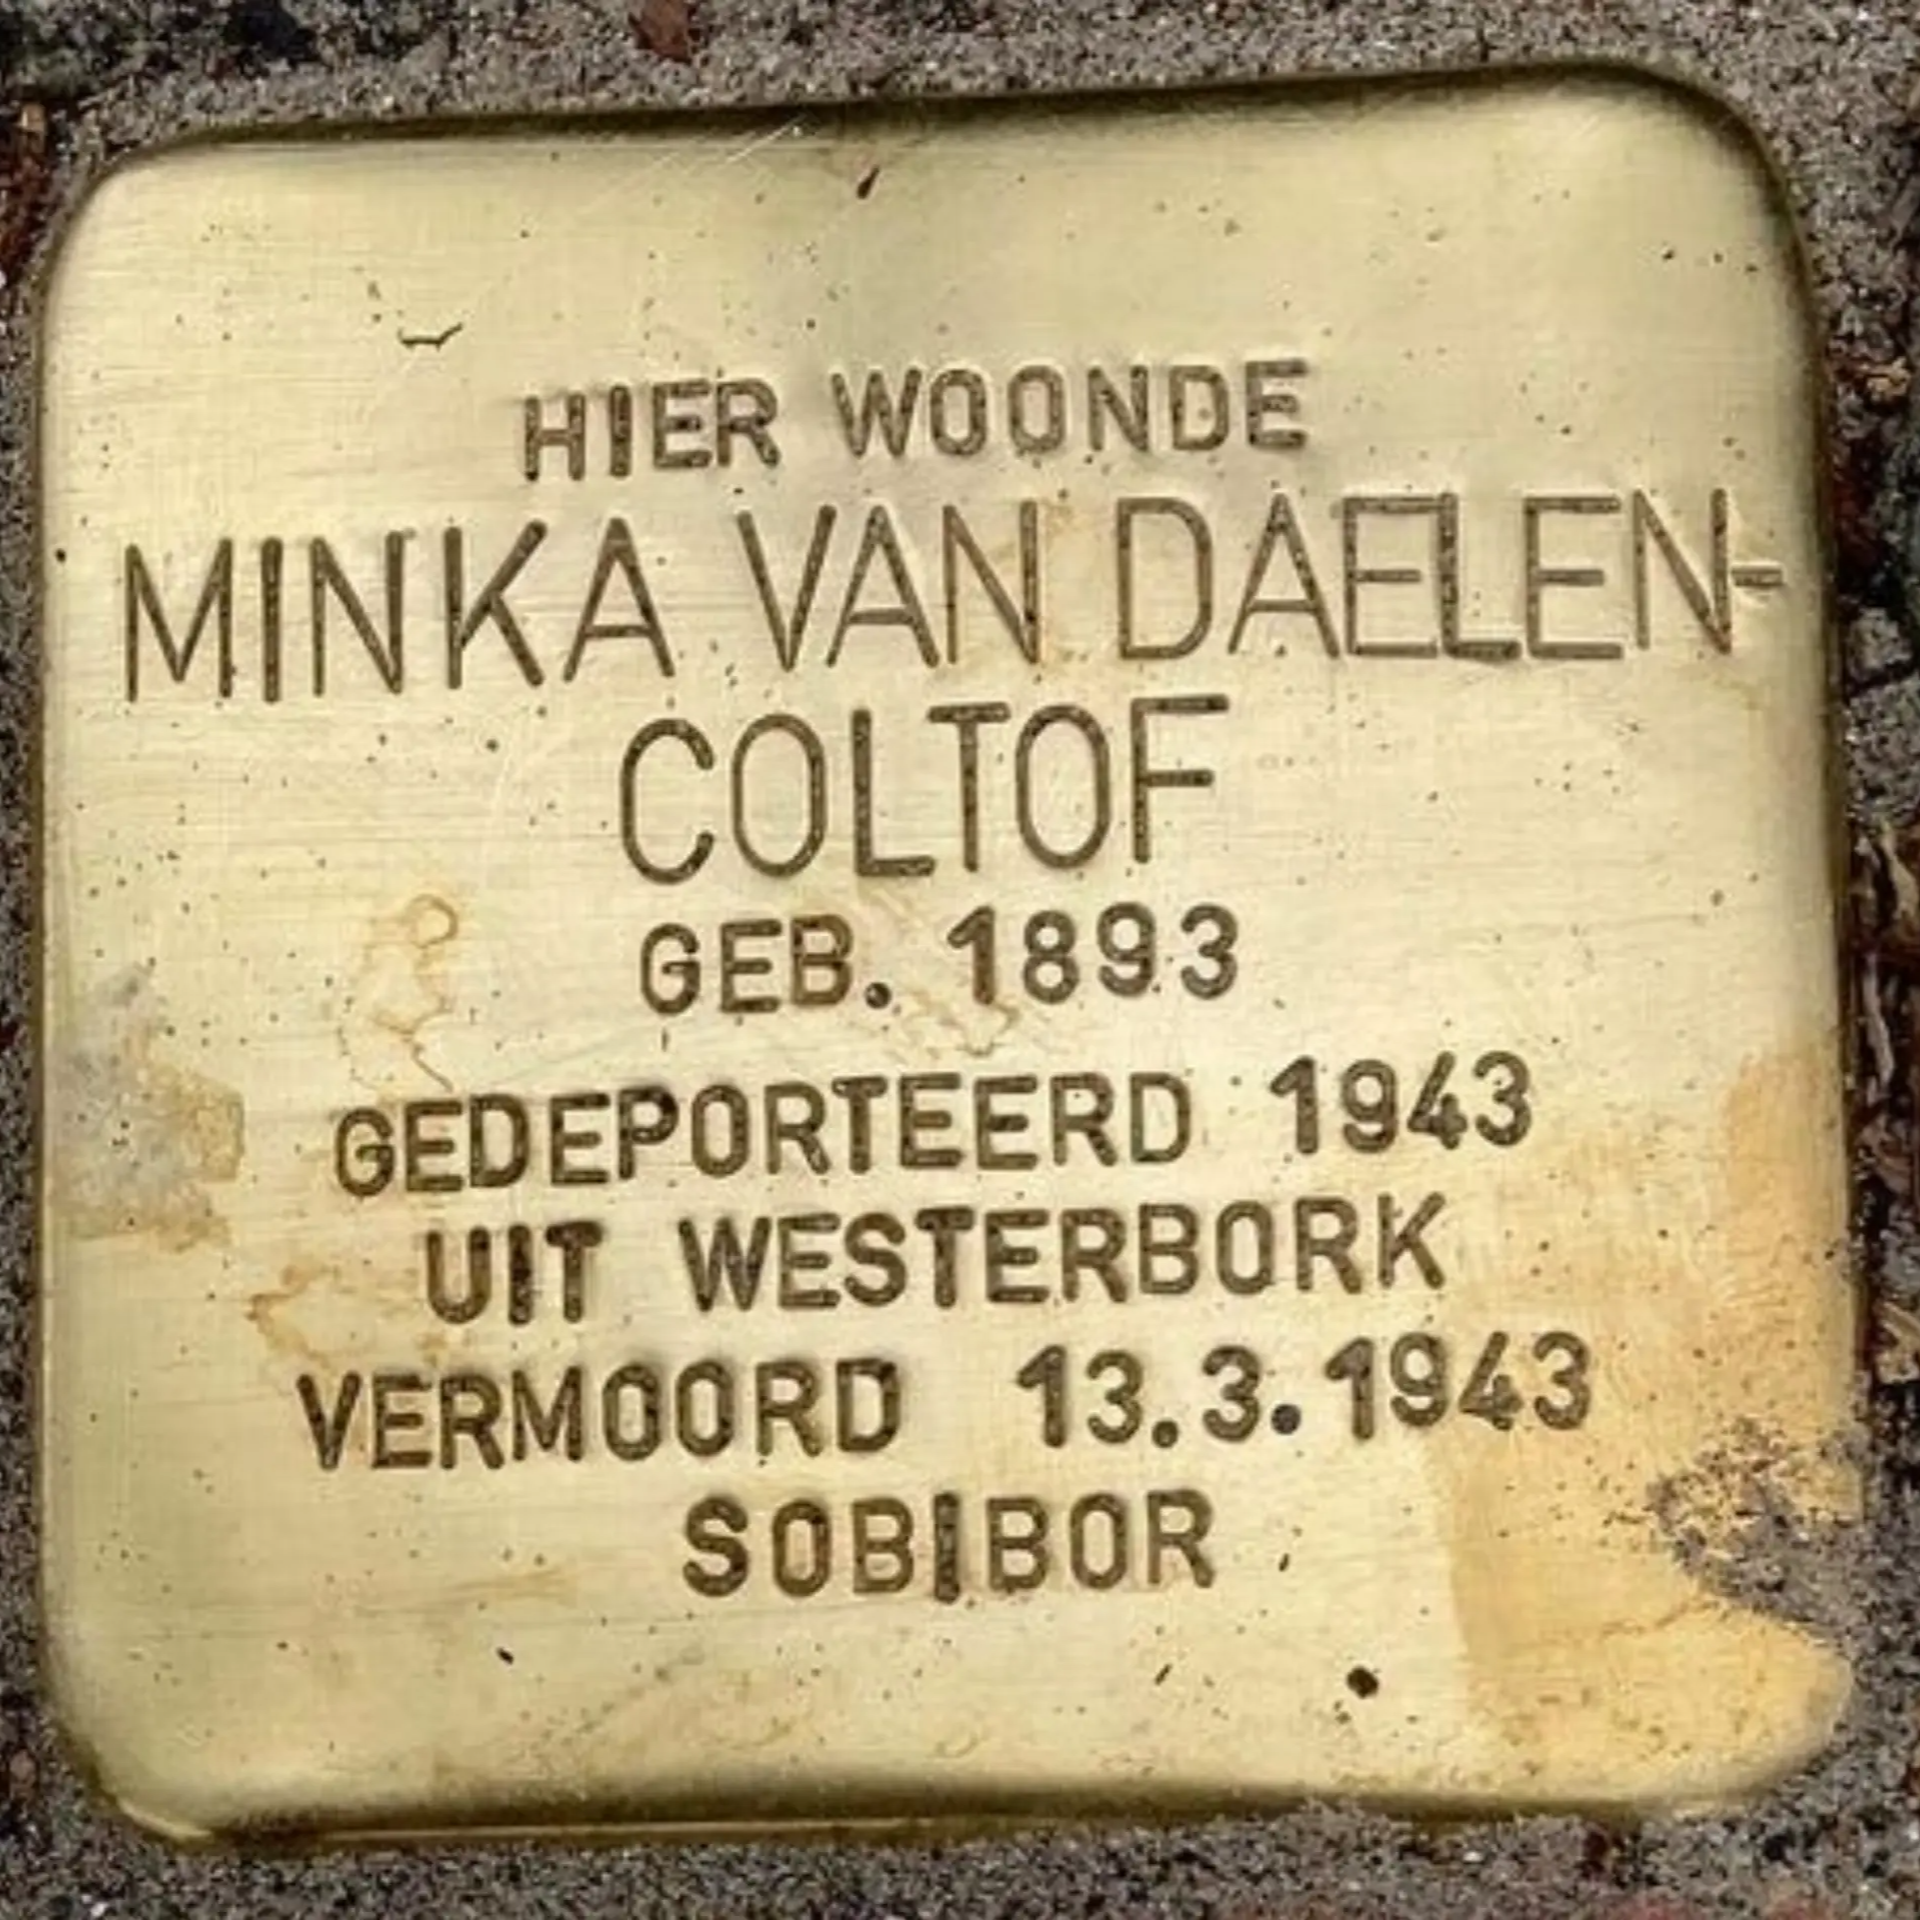 HIER WOONDE
MINKA VAN DAELEN-
COLTOF
GEB. 1893
GEDEPORTEERD 1943
UIT WESTERBORK
VERMOORD 13.3.1943
SOBIBOR